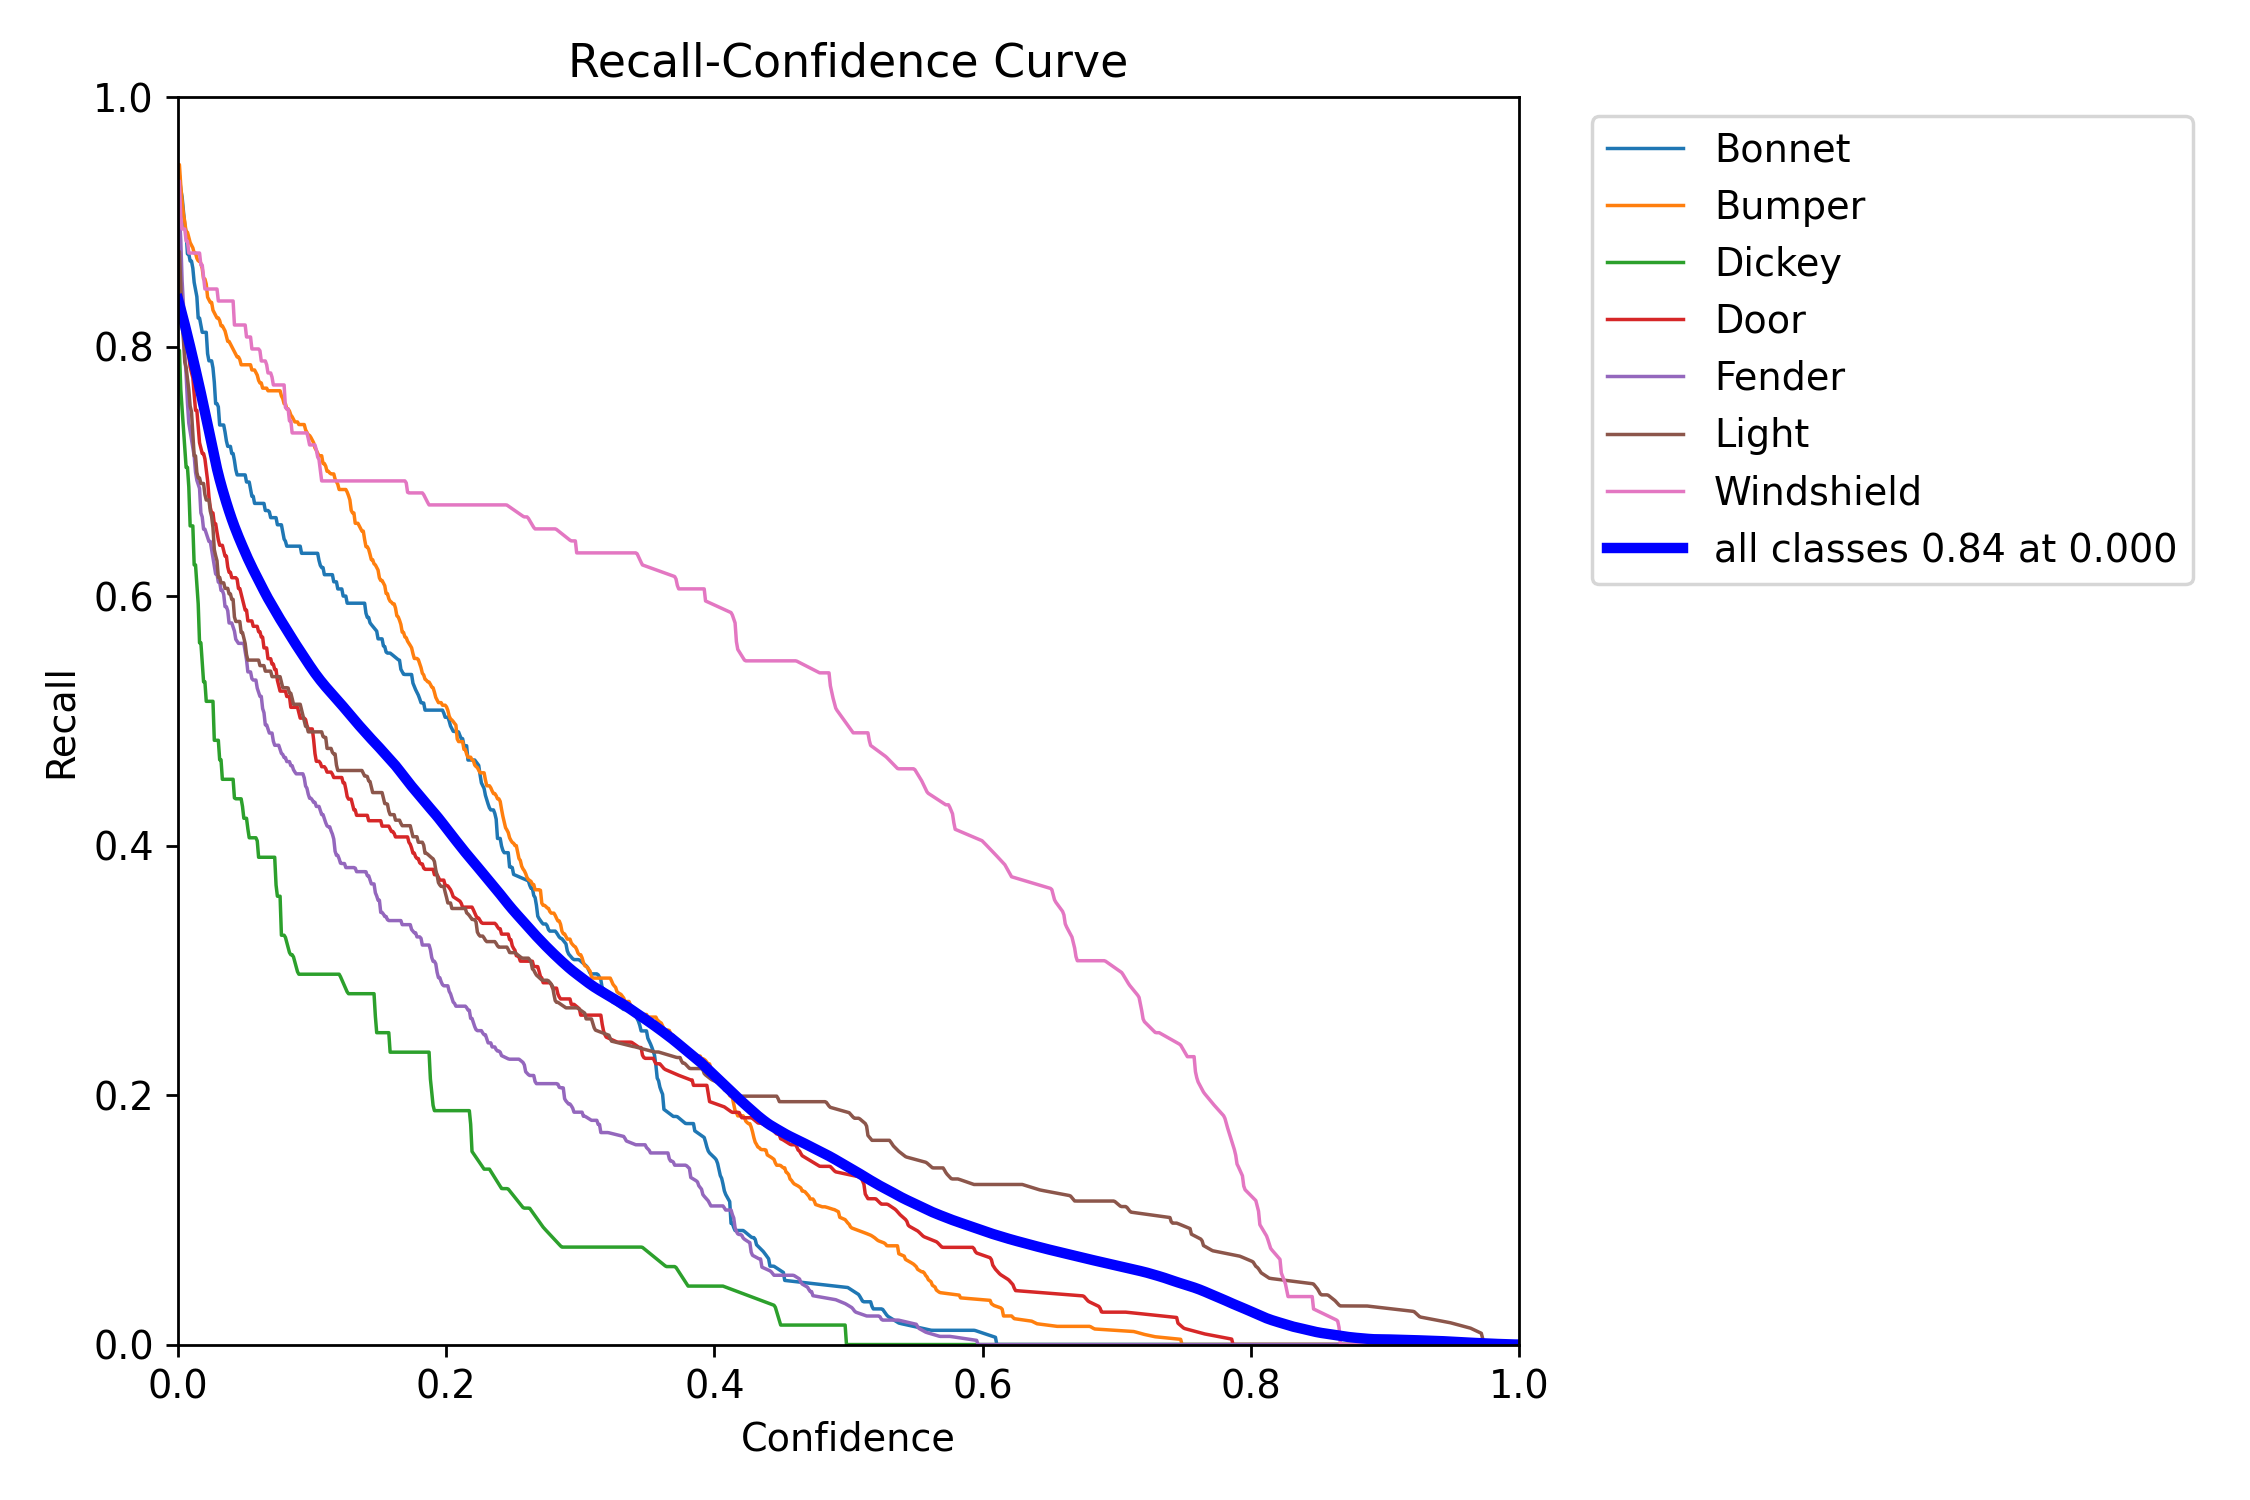 Recall-Confidence Curve
1.0
0.8
0.6
0.4
0.2
0.0
Recall
0.0 0.2 0.4 0.6 0.8 1.0
Confidence
Bonnet
Bumper
Dickey
Door
Fender
Light
Windshield
all classes 0.84 at 0.000